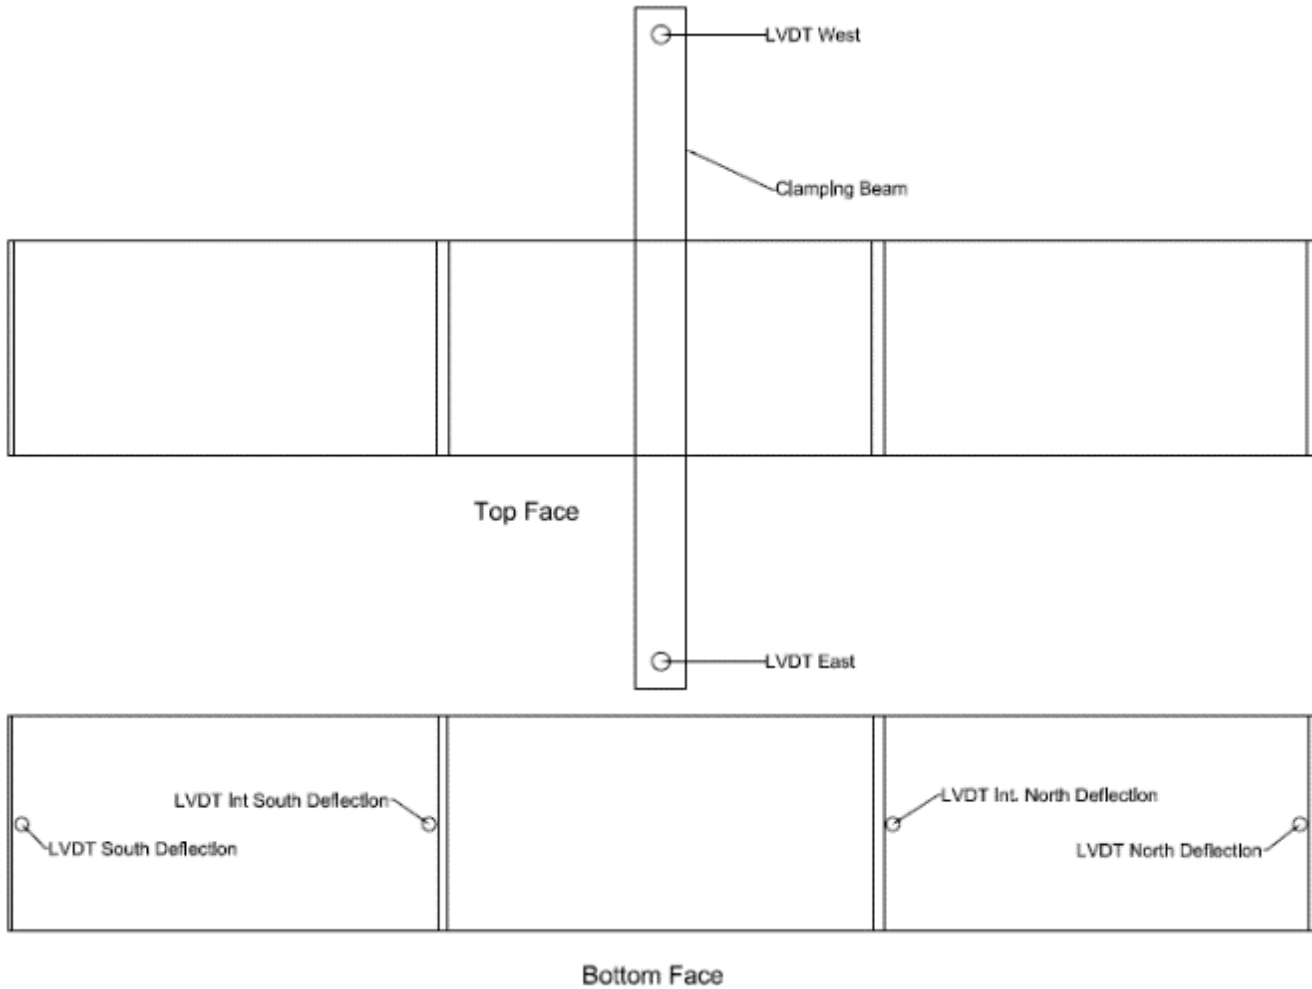 LVDT West
Clamping Beam
Top Face
LVDT East
LVDT Int South Deflection
LVDT Int. North Deflection
LVDT South Deflection
LVDT North Deflection
Bottom Face